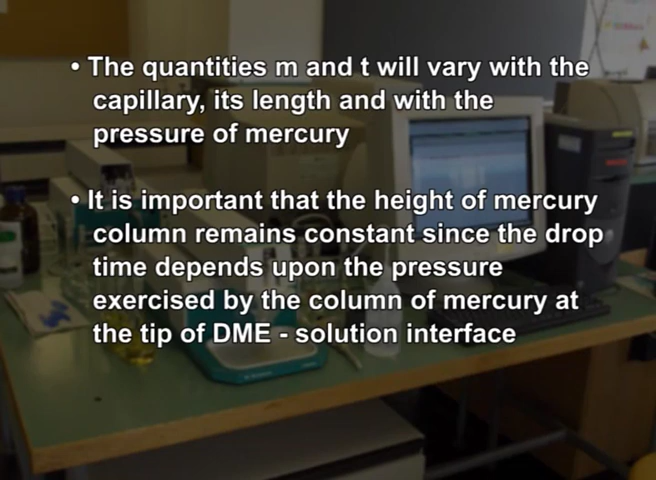 • The quantities m and t will vary with the
capillary, its length and with the
pressure of mercury
• It is important that the height of mercury
column remains constant since the drop
time depends upon the pressure
exercised by the column of mercury at
the tip of DME - solution interface